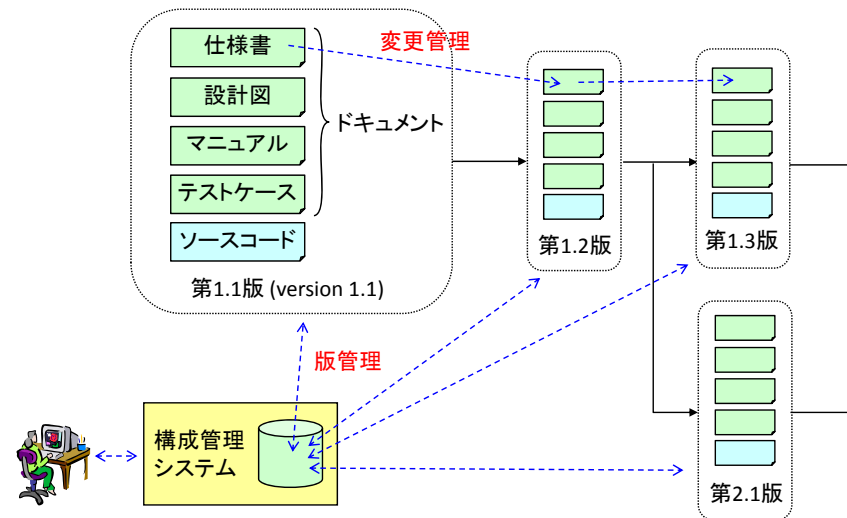 仕様書
変更管理
設計図
ドキュメント
マニュアル
テストケース
ソースコード
第1.1版 (version 1.1)
第1.2版
第1.3版
版管理
構成管理
システム
第2.1版